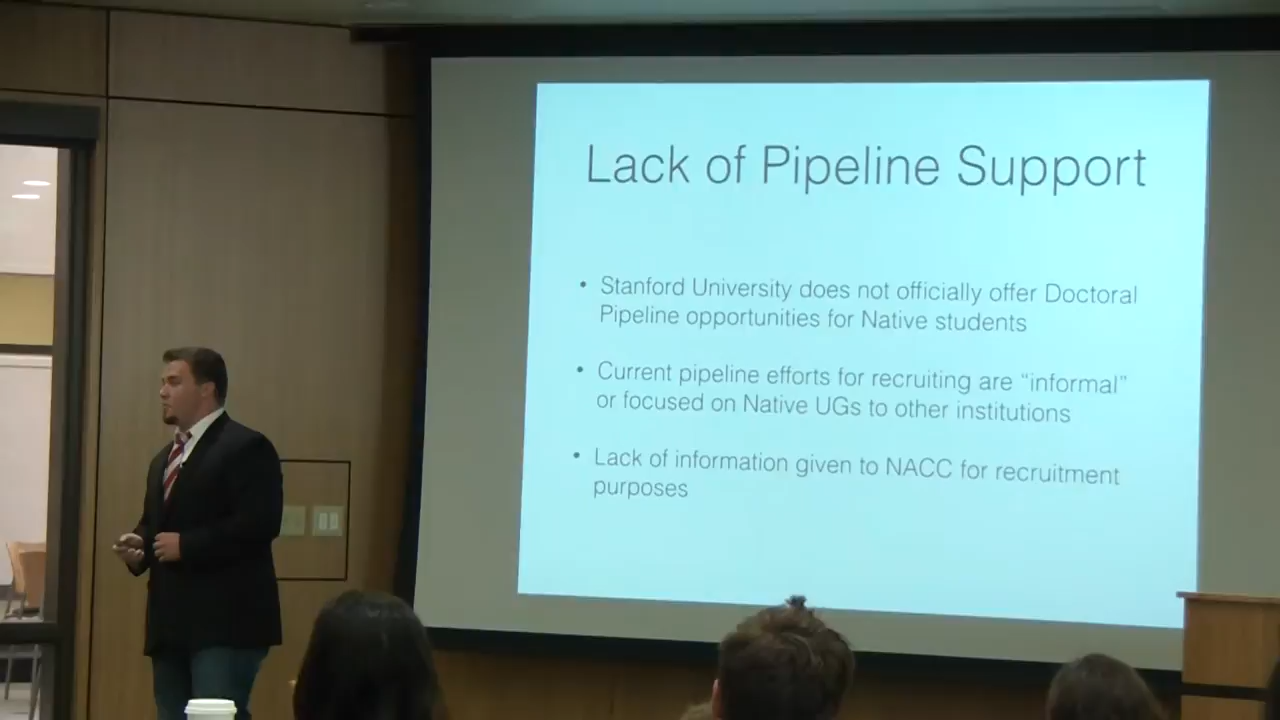 Lack of Pipeline Support
• Stanford University does not officially offer Doctoral
Pipeline opportunities for Native students
• Current pipeline efforts for recruiting are “informal”
or focused on Native UGs to other institutions
• Lack of information given to NACC for recruitment
purposes